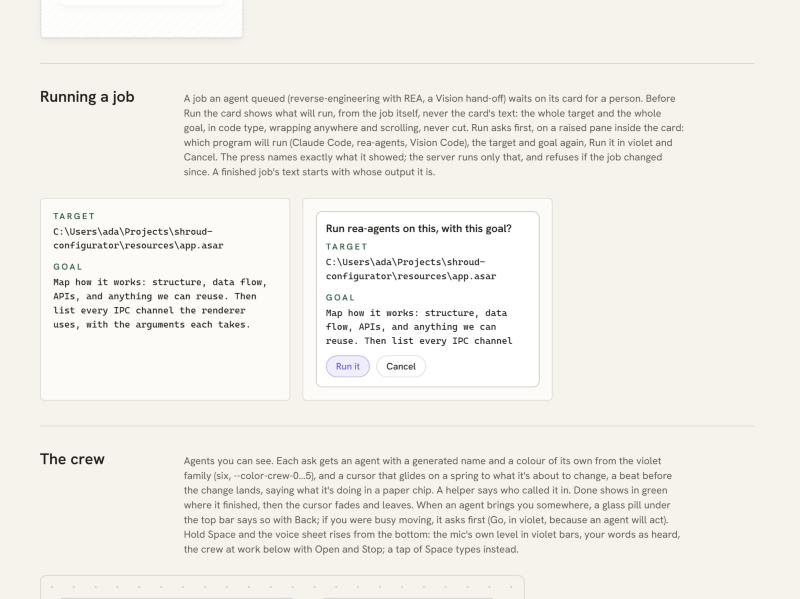 Running a job
A job an agent queued (reverse-engineering with REA, a Vision hand-off) waits on its card for a person. Before
Run the card shows what will run, from the job itself, never the card's text: the whole target and the whole
goal, in code type, wrapping anywhere and scrolling, never cut. Run asks first, on a raised pane inside the card:
which program will run (Claude Code, rea-agents, Vision Code), the target and goal again, Run it in violet and
Cancel. The press names exactly what it showed; the server runs only that, and refuses if the job changed
since. A finished job's text starts with whose output it is.
TARGET
C:\Users\ada\Projects\shroud-
configurator\resources\app.asar
GOAL
Map how it works: structure, data flow,
APIs, and anything we can reuse. Then
list every IPC channel the renderer
uses, with the arguments each takes.
Run rea-agents on this, with this goal?
TARGET
C:\Users\ada\Projects\shroud-
configurator\resources\app.asar
GOAL
Map how it works: structure, data
flow, APIs, and anything we can
reuse. Then list every IPC channel
Run it
Cancel
The crew
Agents you can see. Each ask gets an agent with a generated name and a colour of its own from the violet
family (six, --color-crew-0...5), and a cursor that glides on a spring to what it's about to change, a beat before
the change lands, saying what it's doing in a paper chip. A helper says who called it in. Done shows in green
where it finished, then the cursor fades and leaves. When an agent brings you somewhere, a glass pill under
the top bar says so with Back; if you were busy moving, it asks first (Go, in violet, because an agent will act).
Hold Space and the voice sheet rises from the bottom: the mic's own level in violet bars, your words as heard,
the crew at work below with Open and Stop; a tap of Space types instead.